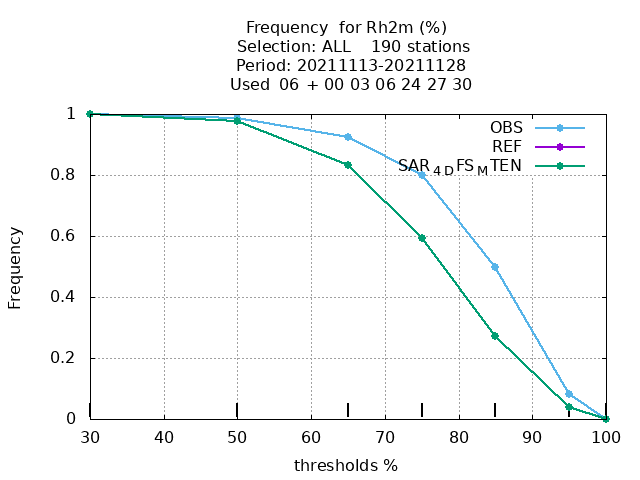 Frequency for Rh2m (%)
Selection: ALL 190 stations
Period: 20211113-20211128
Used 06 + 00 03 06 24 27 30
OBS
REF
SAR4DFSMTEN
1
0.8
0.6
0.4
0.2
0
Frequency
30 40 50 60 70 80 90 100
thresholds %